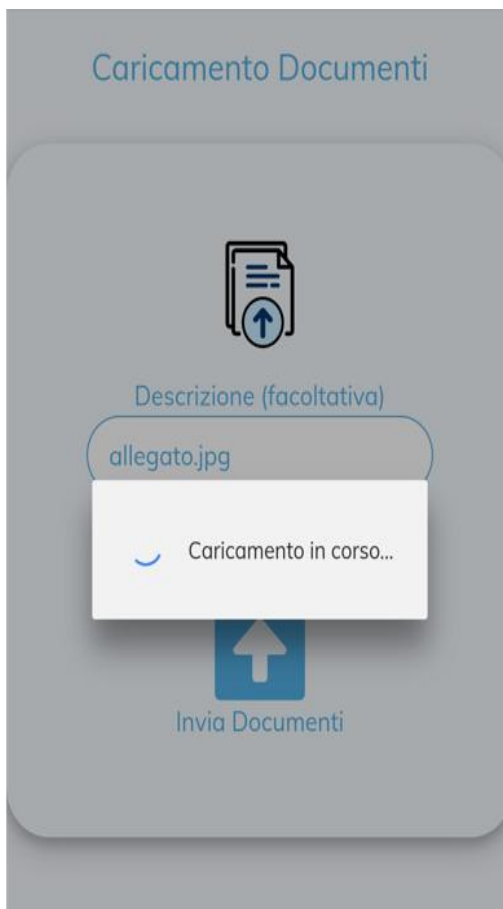 Caricamento Documenti
Descrizione (facoltativa)
allegato.jpg
Caricamento in corso...
Invia Documenti